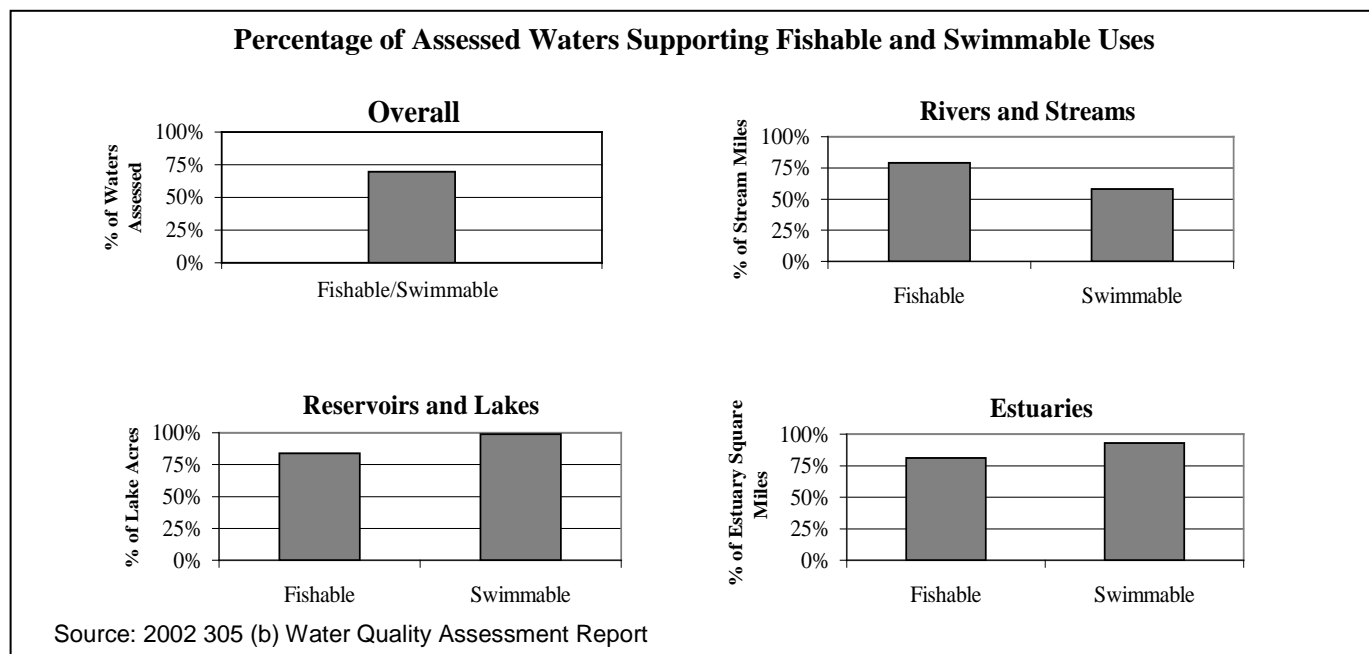 Percentage of Assessed Waters Supporting Fishable and Swimmable Uses
Overall
% of Waters
Assessed
100%
75%
50%
25%
0%
Fishable/Swimmable
Rivers and Streams
% of Stream Miles
100%
75%
50%
25%
0%
Fishable
Swimmable
Reservoirs and Lakes
% of Lake Acres
100%
75%
50%
25%
0%
Fishable
Swimmable
Estuaries
% of Estuary Square
Miles
100%
75%
50%
25%
0%
Fishable
Swimmable
Source: 2002 305 (b) Water Quality Assessment Report